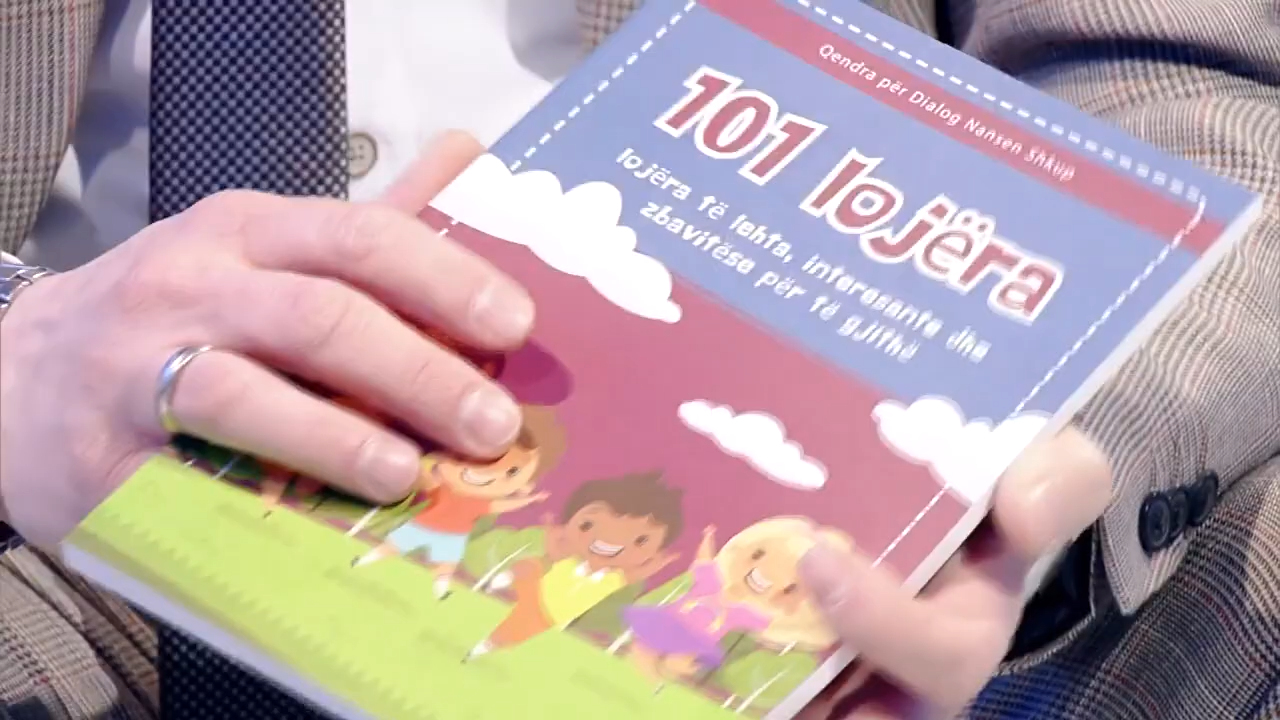 Qendra për Dialog Nansen Shkup
101 lojëra
lojëra të lehta, interesante dhe
zbavitëse për të gjithë